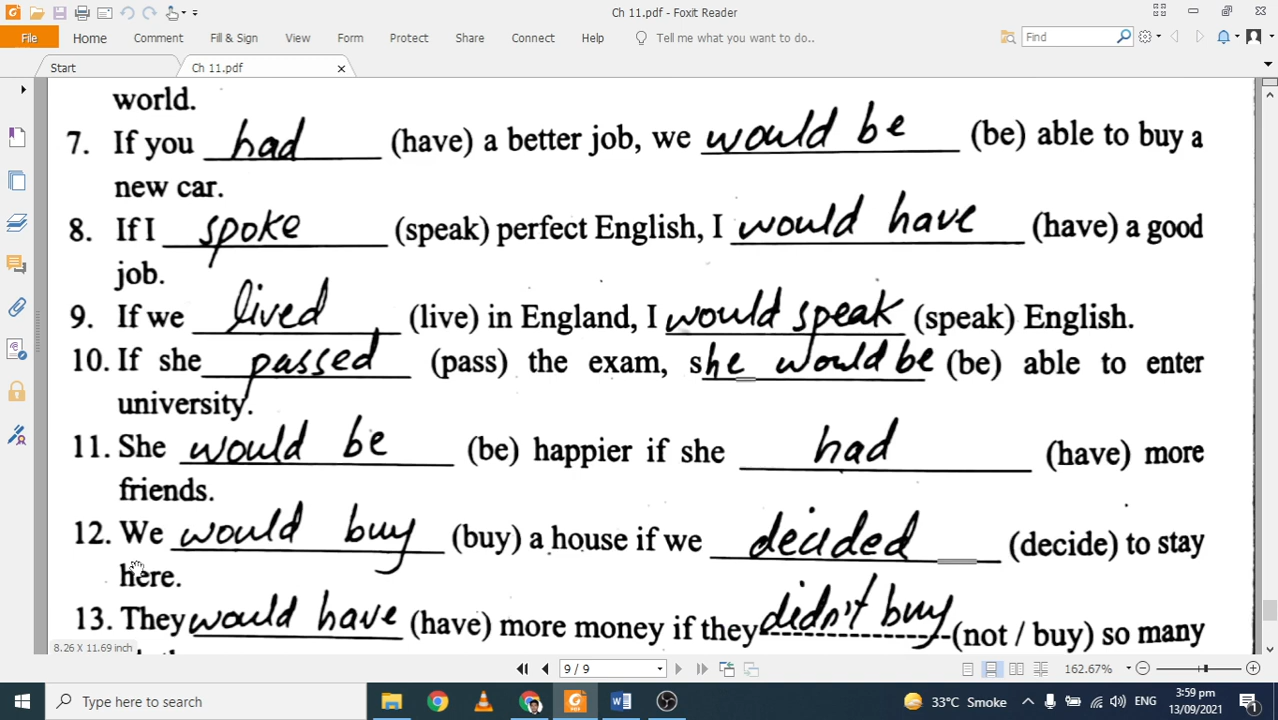 Ch 11.pdf - Foxit Reader
File Home Comment Fill & Sign View Form Protect Share Connect Help Tell me what you want to do.. Find
Start Ch 11.pdf
world.
7. If you had (have) a better job, we would be (be) able to buy a
new car.
8. If I spoke (speak) perfect English, I would have (have) a good
job.
9. If we lived (live) in England, I would speak (speak) English.
10. If she passed (pass) the exam, she would be (be) able to enter
university.
11. She would be (be) happier if she had (have) more
friends.
12. We would buy (buy) a house if we decided (decide) to stay
here.
13. They would have (have) more money if they didn't buy (not / buy) so many
8.26 X 11.69 inch
9 / 9 162.67%
Type here to search 33°C Smoke ENG 3:59 pm
13/09/2021